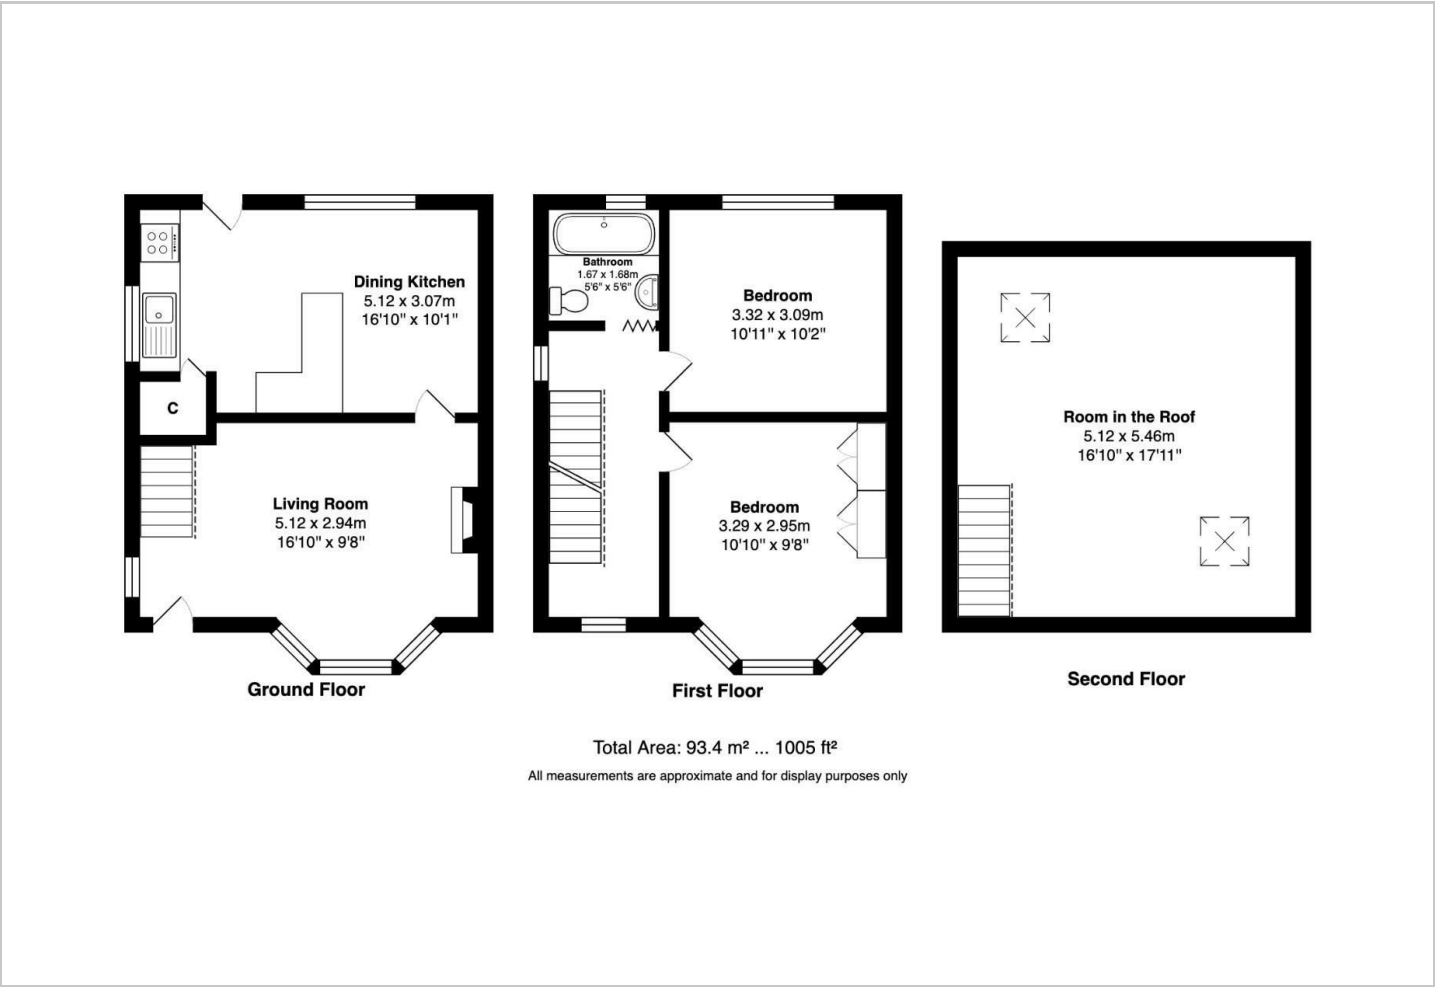 Dining Kitchen
5.12 x 3.07m
16'10" x 10'1"
C
Living Room
5.12 x 2.94m
16'10" x 9'8"
Ground Floor
Bathroom
1.67 x 1.68m
5'6" x 5'6"
Bedroom
3.32 x 3.09m
10'11" x 10'2"
Bedroom
3.29 x 2.95m
10'10" x 9'8"
First Floor
Room in the Roof
5.12 x 5.46m
16'10" x 17'11"
Second Floor
Total Area: 93.4 m² ... 1005 ft²
All measurements are approximate and for display purposes only